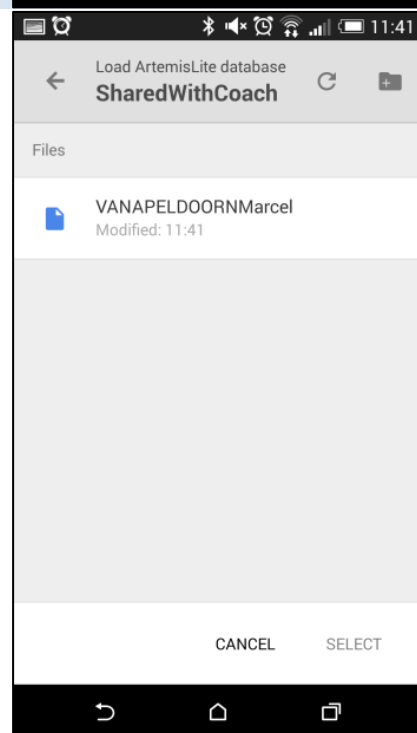 11:41
Load ArtemisLite database
SharedWithCoach
Files
VANAPELDOORNMarcel
Modified: 11:41
CANCEL SELECT